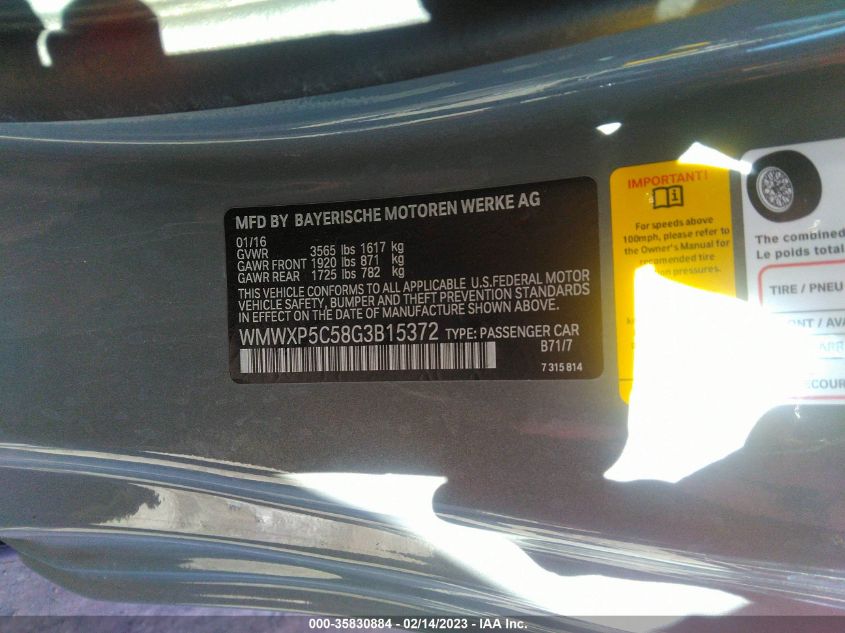 MFD BY BAYERISCHE MOTOREN WERKE AG
01/16
GVWR 3565 lbs 1617 kg
GAWR FRONT 1920 lbs 871 kg
GAWR REAR 1725 lbs 782 kg
THIS VEHICLE CONFORMS TO ALL APPLICABLE U.S.FEDERAL MOTOR
VEHICLE SAFETY, BUMPER AND THEFT PREVENTION STANDARDS
IN EFFECT ON THE DATE OF MANUFACTURE SHOWN ABOVE.
WMWXP5C58G3B15372 TYPE: PASSENGER CAR
B71/7
7 315 814
IMPORTANT!
For speeds above
100mph, please refer to
the Owner's Manual for
recomended tire
pressures.
The combined
Le poids total
TIRE / PNEU
000-35830884 - 02/14/2023 - IAA Inc.